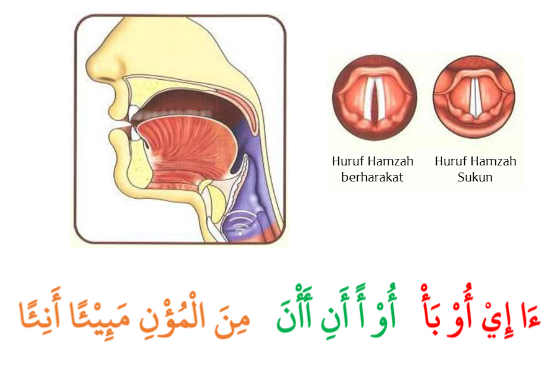 Huruf Hamzah
berharakat
Huruf Hamzah
Sukun
ءَا إِيْ أُوْ بَأْ أُوْ أً أَنِ أَأْنَ مِنَ الْمُؤْنِ مَبِيْئًا أَنِئًا